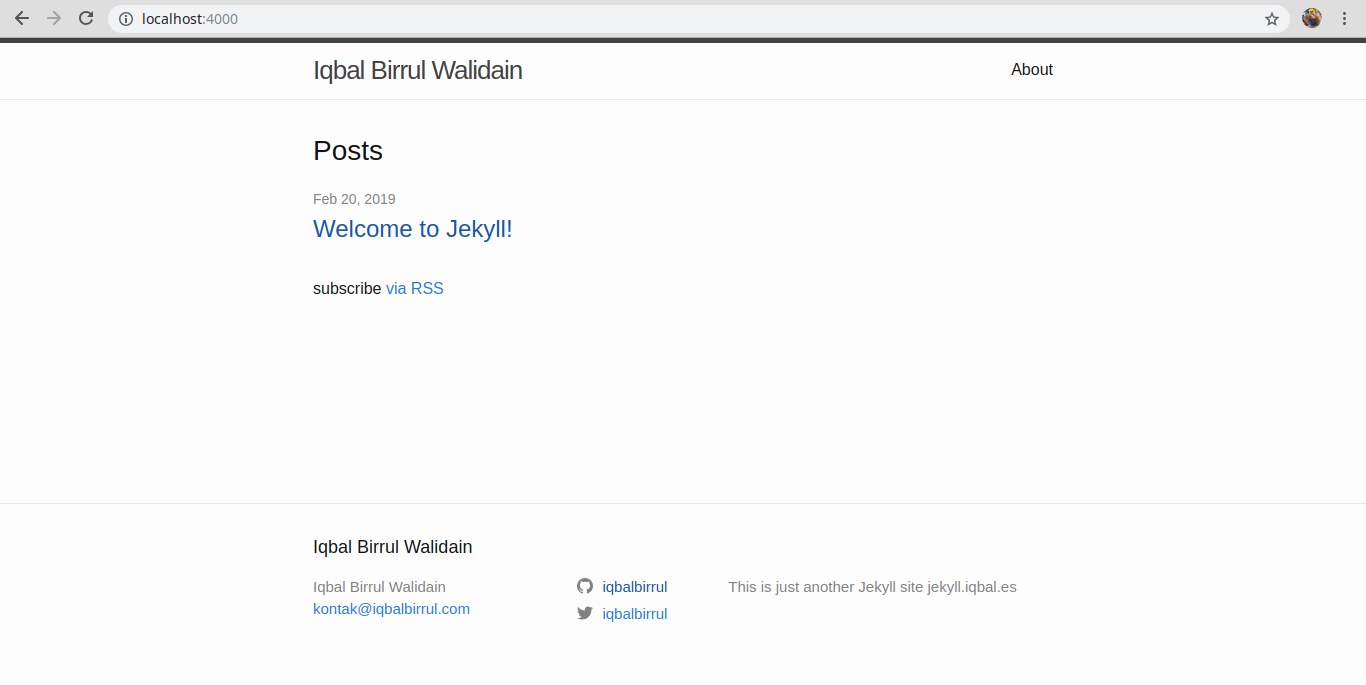 localhost:4000
Iqbal Birrul Walidain
About
Posts
Feb 20, 2019
Welcome to Jekyll!
subscribe via RSS
Iqbal Birrul Walidain
Iqbal Birrul Walidain
kontak@iqbalbirrul.com
iqbalbirrul
iqbalbirrul
This is just another Jekyll site jekyll.iqbal.es